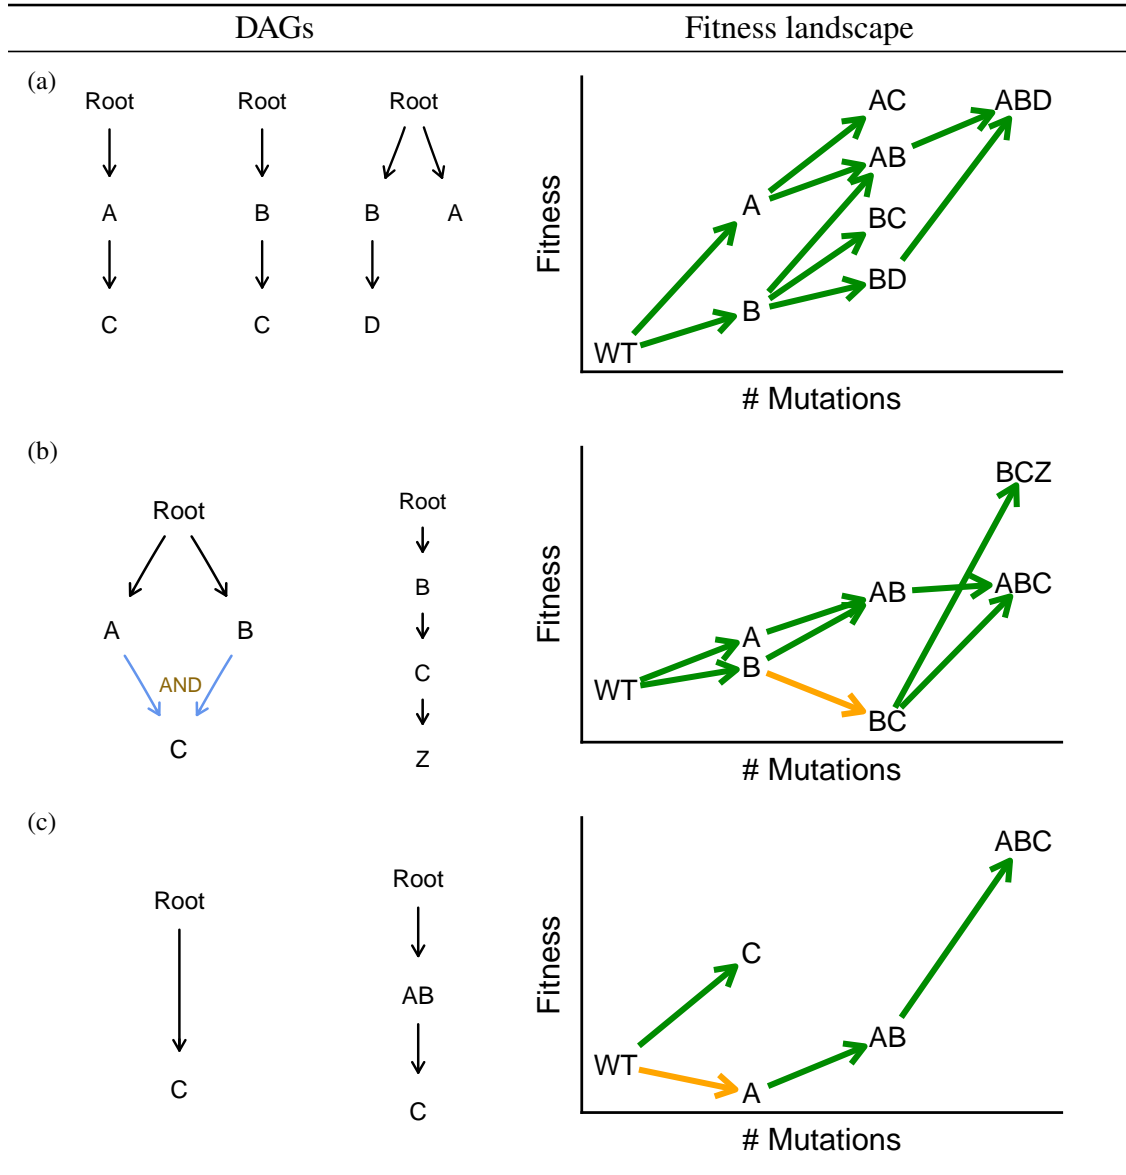 DAGs Fitness landscape
(a)
Root Root Root
A B B A
C C D
Fitness
AC ABD
AB
A BC
BD
B
WT
# Mutations
(b)
Root Root
B
A B
AND
C
C
Z
Fitness
BCZ
AB ABC
A
B
WT
BC
# Mutations
(c)
Root
Root
AB
C
C
Fitness
ABC
C
AB
WT
A
# Mutations